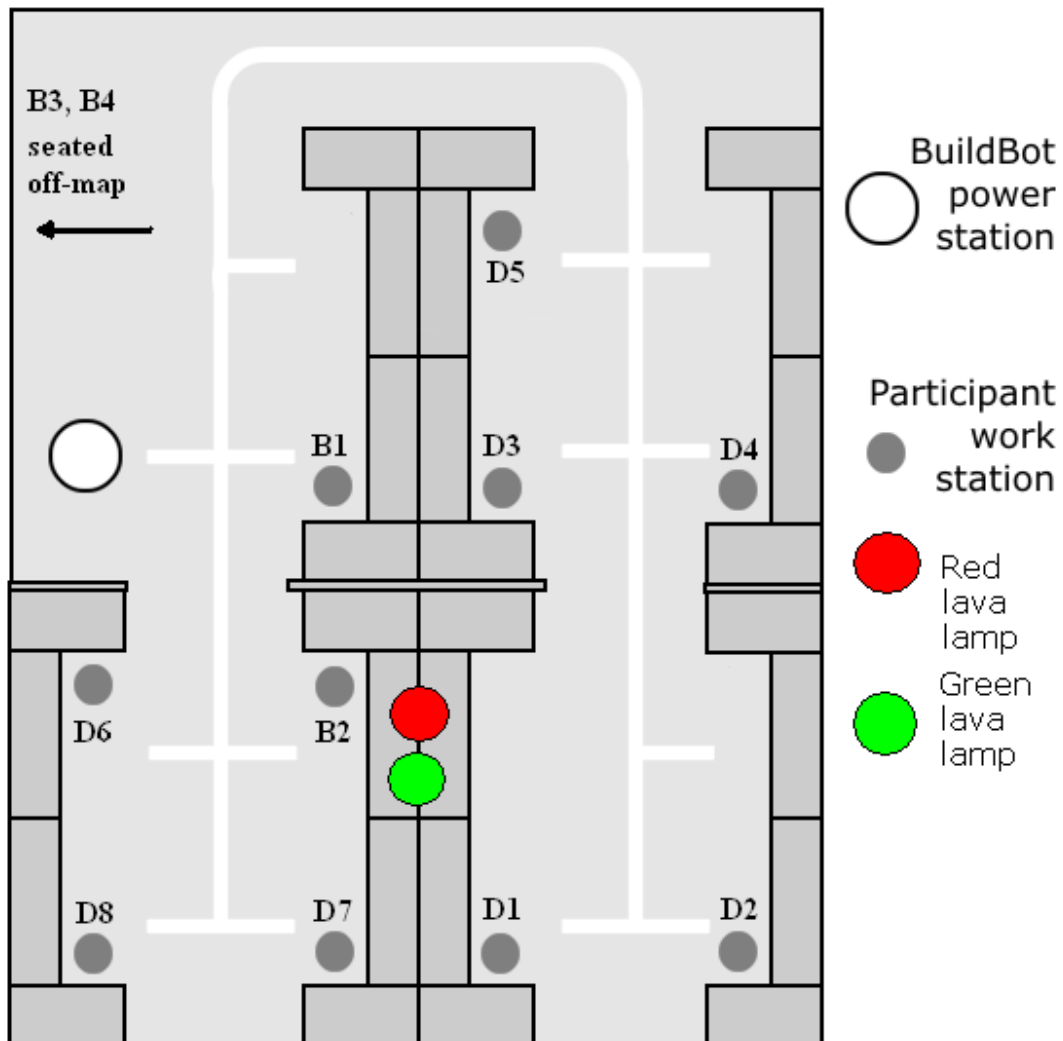 B3, B4
seated
off-map
BuildBot
power
station
D5
Participant
work
station
B1
D3
D4
Red
lava
lamp
Green
lava
lamp
D6
B2
D8
D7
D1
D2